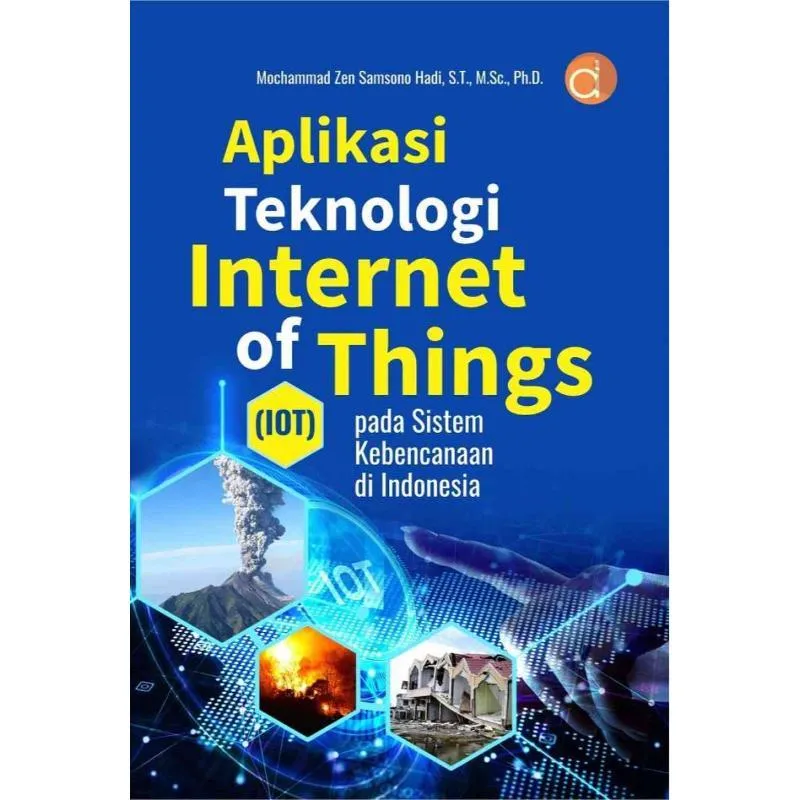 Mochammad Zen Samsono Hadi, S.T., M.Sc., Ph.D.
d
Aplikasi
Teknologi
Internet
of Things
(IOT)
pada Sistem
Kebencanaan
di Indonesia
IOT